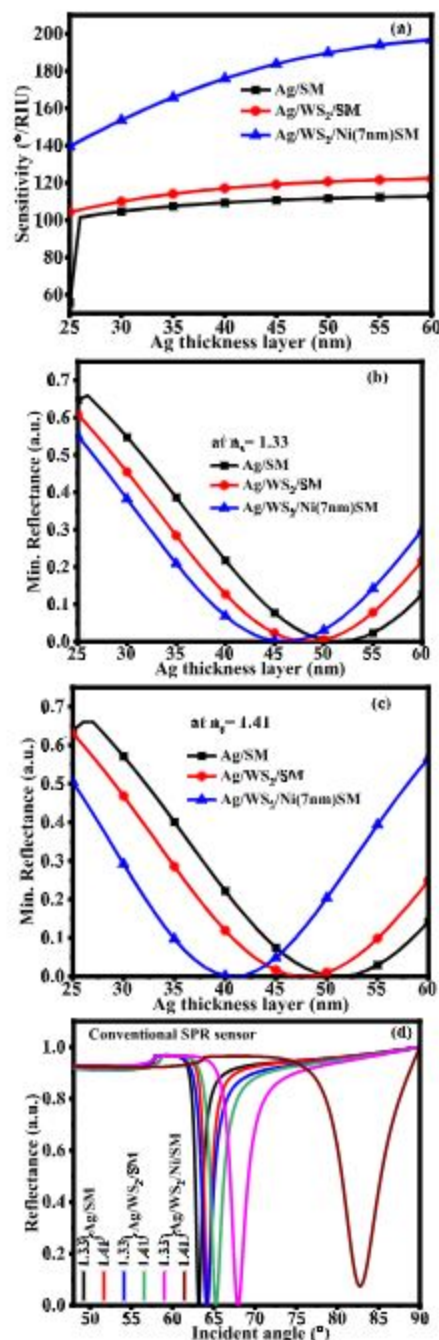 (a)
200
180
160
140
120
100
80
60
Sensitivity (°/RIU)
Ag/SM
Ag/WS2/SM
Ag/WS2/Ni(7nm)SM
25 30 35 40 45 50 55 60
Ag thickness layer (nm)
(b)
0.7
0.6
0.5
0.4
0.3
0.2
0.1
0.0
Min. Reflectance (a.u.)
at ns = 1.33
Ag/SM
Ag/WS2/SM
Ag/WS2/Ni(7nm)SM
25 30 35 40 45 50 55 60
Ag thickness layer (nm)
(c)
0.7
0.6
0.5
0.4
0.3
0.2
0.1
0.0
Min. Reflectance (a.u.)
at ns = 1.41
Ag/SM
Ag/WS2/SM
Ag/WS2/Ni(7nm)SM
25 30 35 40 45 50 55 60
Ag thickness layer (nm)
Conventional SPR sensor
(d)
1.0
0.8
0.6
0.4
0.2
0.0
Reflectance (a.u.)
1.33
Ag/SM
1.33
1.41
Ag/WS2/SM
Ag/WS2/Ni/SM
50 55 60 65 70 75 80 85 90
Incident angle (°)